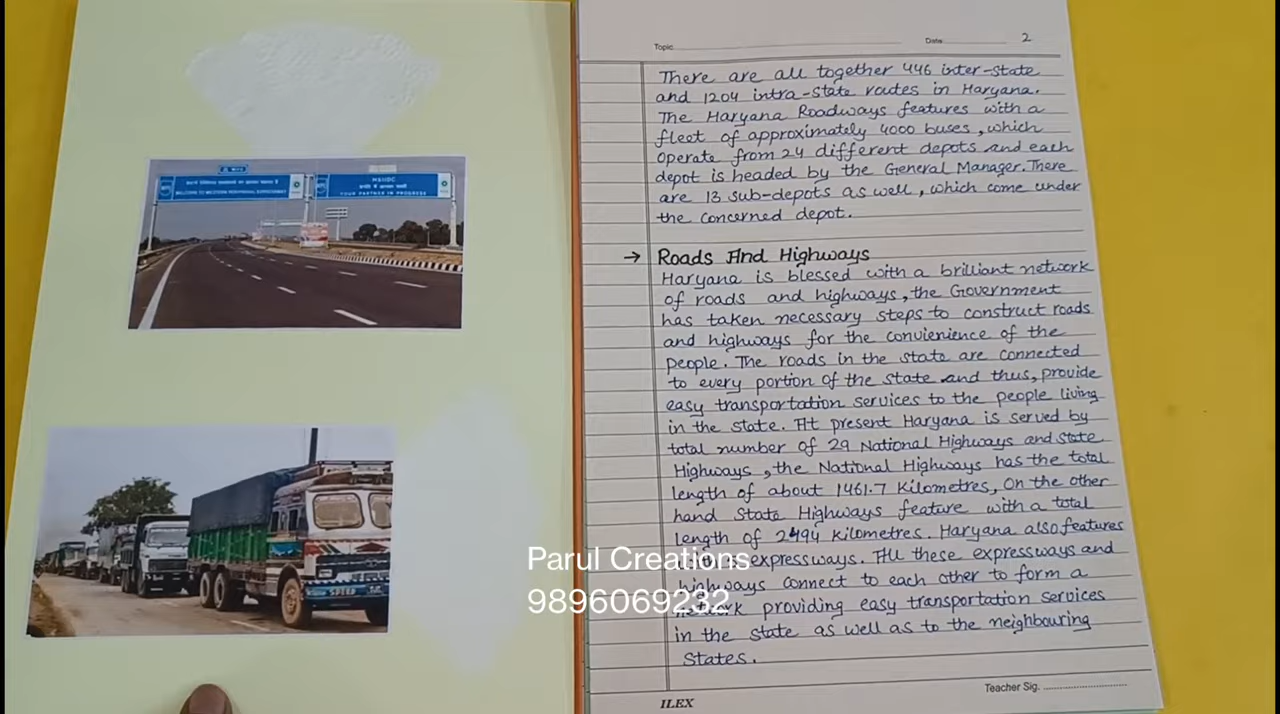 WELCOME TO WESTERN PERIPHERAL EXPRESSWAY
YOUR PARTNER IN PROGRESS
SPEED
Topic
Date
2
There are all together 446 inter-state
and 1204 intra-state routes in Haryana.
The Haryana Roadways features with a
fleet of approximately 4000 buses, which
operate from 24 different depots and each
depot is headed by the General Manager. There
are 13 sub-depots as well, which come under
the concerned depot.
→ Roads And Highways
Haryana is blessed with a brilliant network
of roads and highways, the Government
has taken necessary steps to construct roads
and highways for the convienience of the
people. The roads in the state are connected
to every portion of the state and thus, provide
easy transportation services to the people living
in the state. At present Haryana is served by
total number of 29 National Highways and state
Highways, the National Highways has the total
length of about 1461.7 Kilometres, On the other
hand State Highways feature with a total
length of 2494 kilometres. Haryana also features
expressways. All these expressways and
highways connect to each other to form a
network providing easy transportation services
in the state as well as to the neighbouring
States.
Teacher Sig.
ILEX
Parul Creations
9896069232